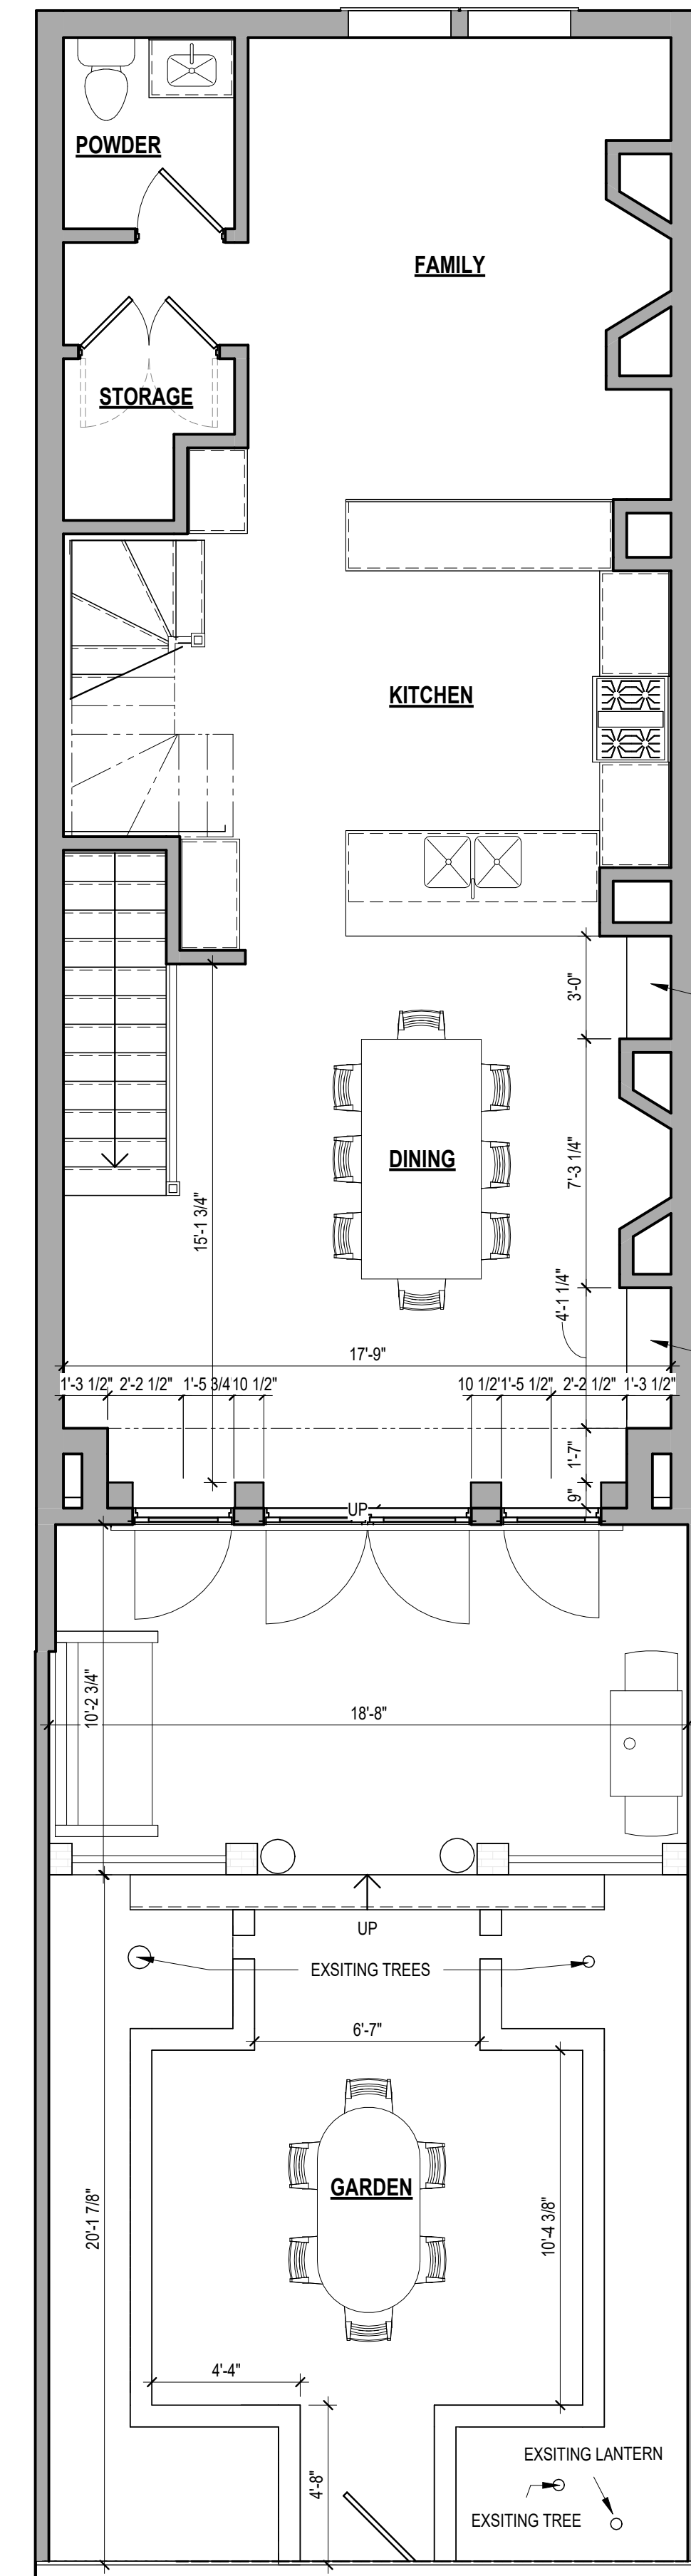 POWDER
FAMILY
STORAGE
KITCHEN
3'-0"
DINING
7'-3 1/4"
15'-1 3/4"
4'-1 1/4"
17'-9"
1'-3 1/2" 2'-2 1/2" 1'-5 3/4 10 1/2" 10 1/2" 1'-5 1/2" 2'-2 1/2" 1'-3 1/2"
1'-7"
9"
UP
10'-2 3/4"
18'-8"
UP
EXSITING TREES
6'-7"
GARDEN
20'-1 7/8"
10'-4 3/8"
4'-4"
4'-8"
EXSITING LANTERN
EXSITING TREE